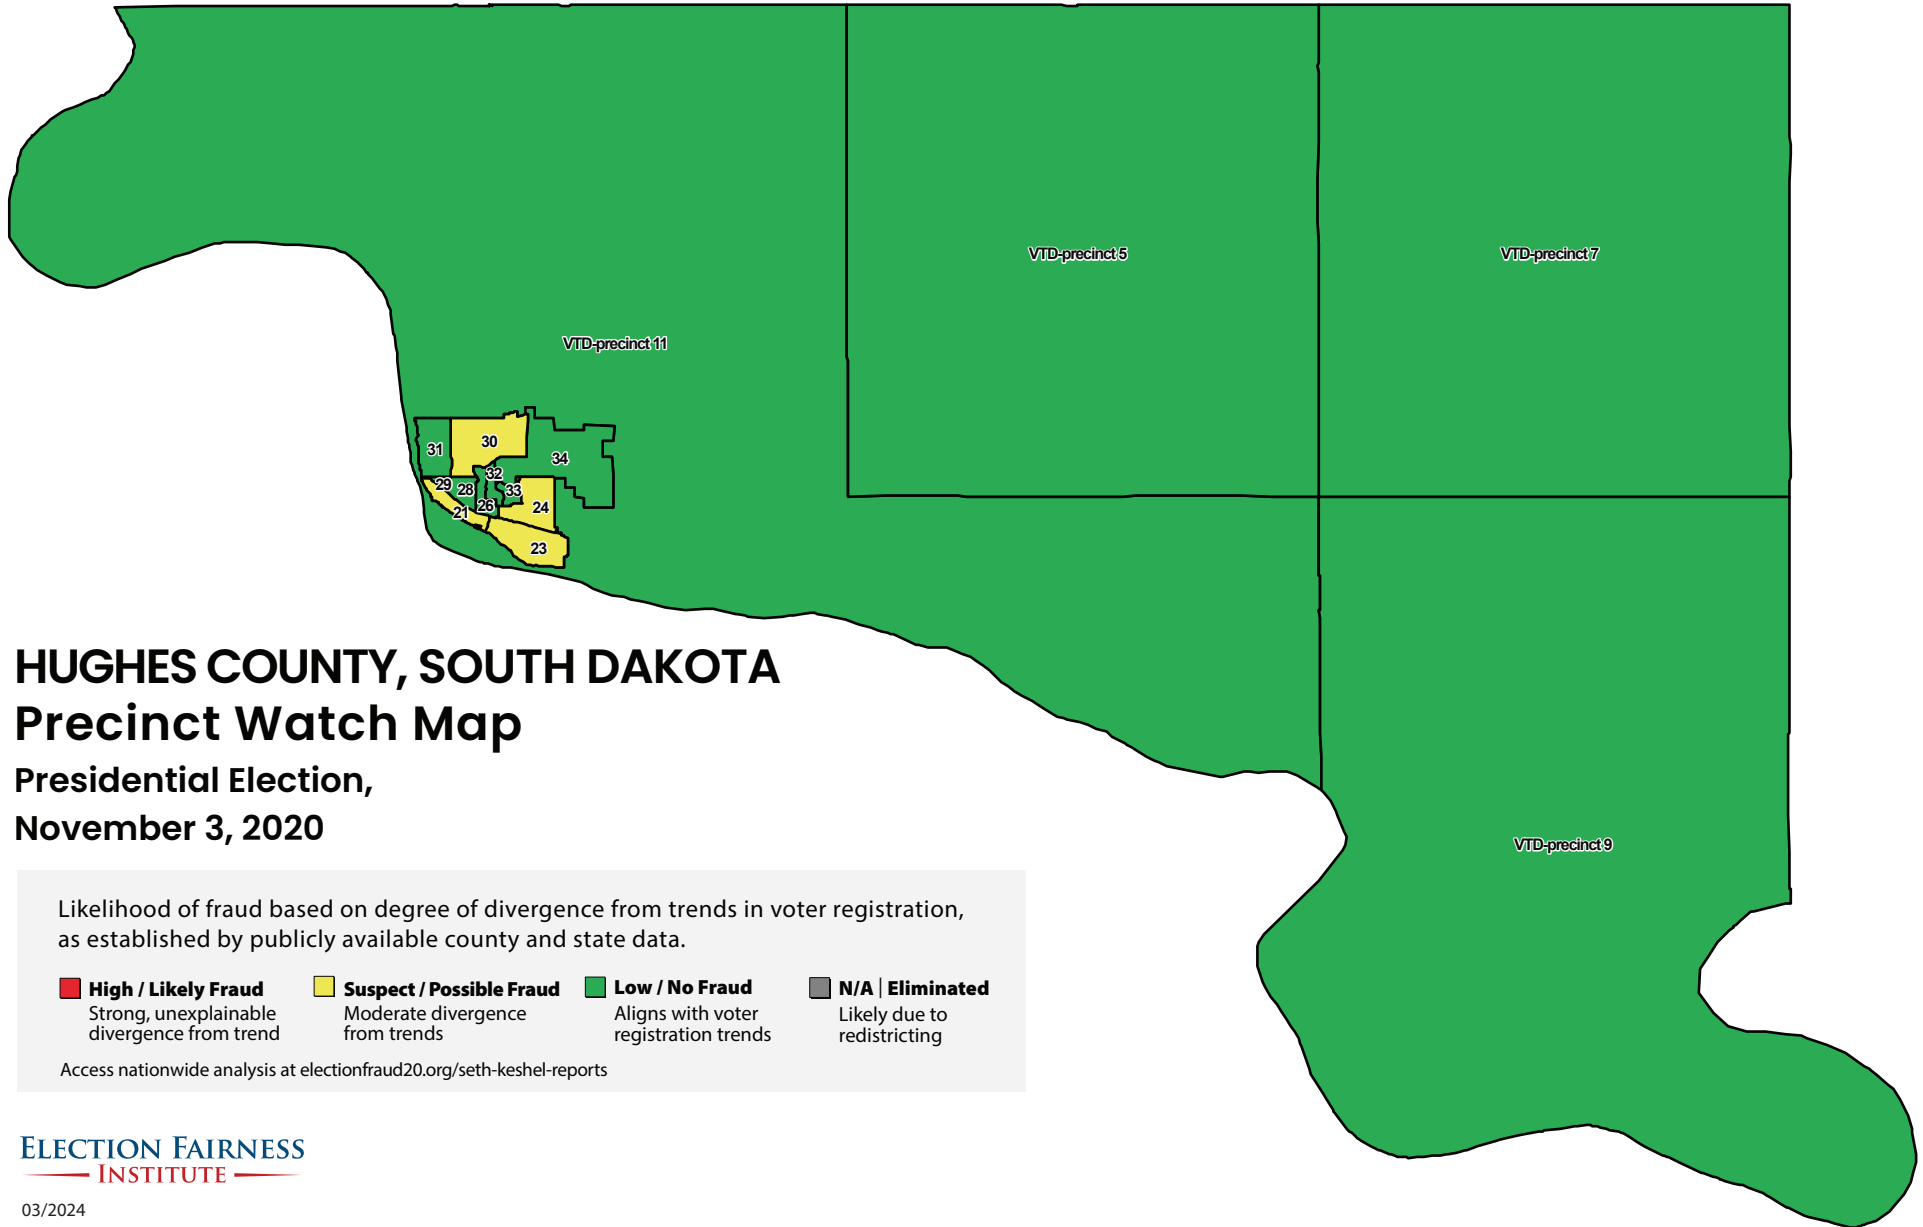 VTD-precinct 5
VTD-precinct 7
VTD-precinct 11
31
30
34
32
29
28
33
26
24
21
23
VTD-precinct 9
HUGHES COUNTY, SOUTH DAKOTA
Precinct Watch Map
Presidential Election,
November 3, 2020
Likelihood of fraud based on degree of divergence from trends in voter registration,
as established by publicly available county and state data.
High / Likely Fraud
Strong, unexplainable
divergence from trend
Suspect / Possible Fraud
Moderate divergence
from trends
Low / No Fraud
Aligns with voter
registration trends
N/A | Eliminated
Likely due to
redistricting
Access nationwide analysis at electionfraud20.org/seth-keshel-reports
ELECTION FAIRNESS
INSTITUTE
03/2024